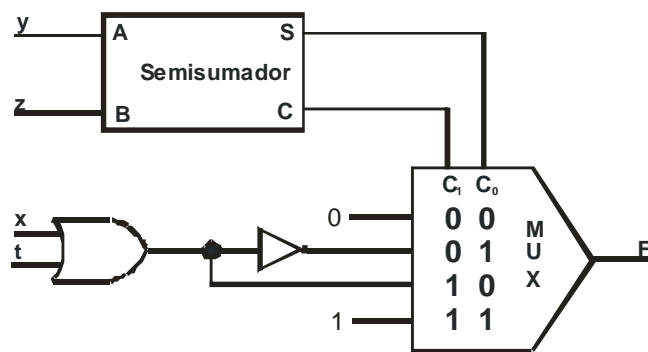 y
A S
Semisumador
z
B C
C₁ C₀
0 0 0
x
M
0 1
U
t
1 0
X
F
1 1 1